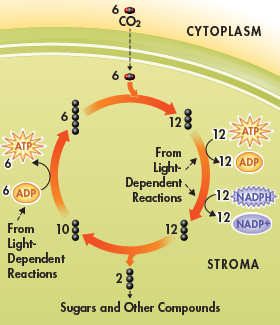 6
CO2
CYTOPLASM
6
6
12
ATP
6
12
ATP
12
ADP
From
Light-
Dependent
Reactions
6
ADP
12
NADPH
12
NADP+
From
Light-
Dependent
Reactions
10
12
STROMA
2
Sugars and Other Compounds